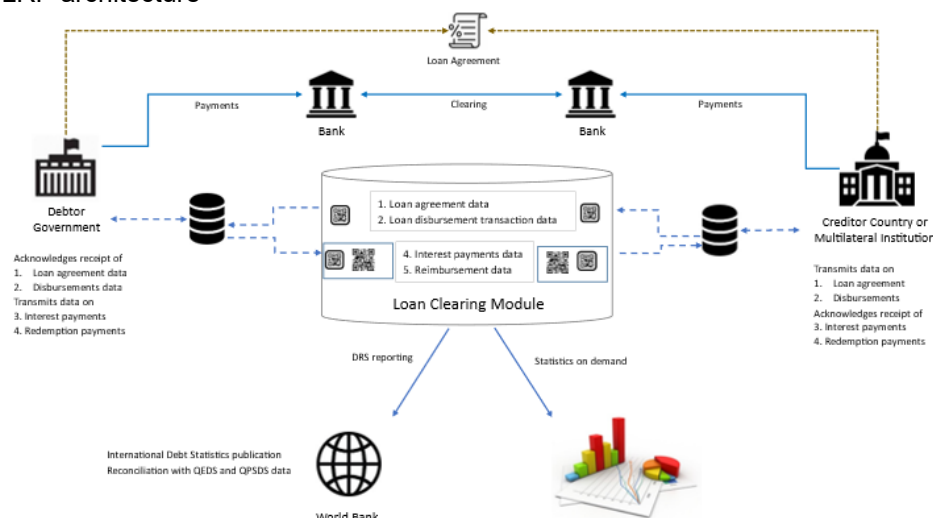 Loan Agreement
Payments
Clearing
Payments
Bank
Bank
Debtor
Government
Creditor Country or
Multilateral Institution
1. Loan agreement data
2. Loan disbursement transaction data
4. Interest payments data
5. Reimbursement data
Loan Clearing Module
Acknowledges receipt of
1. Loan agreement data
2. Disbursements data
Transmits data on
3. Interest payments
4. Redemption payments
Transmits data on
1. Loan agreement
2. Disbursements
Acknowledges receipt of
3. Interest payments
4. Redemption payments
DRS reporting
Statistics on demand
International Debt Statistics publication
Reconciliation with QEDS and QPSDS data
World Bank